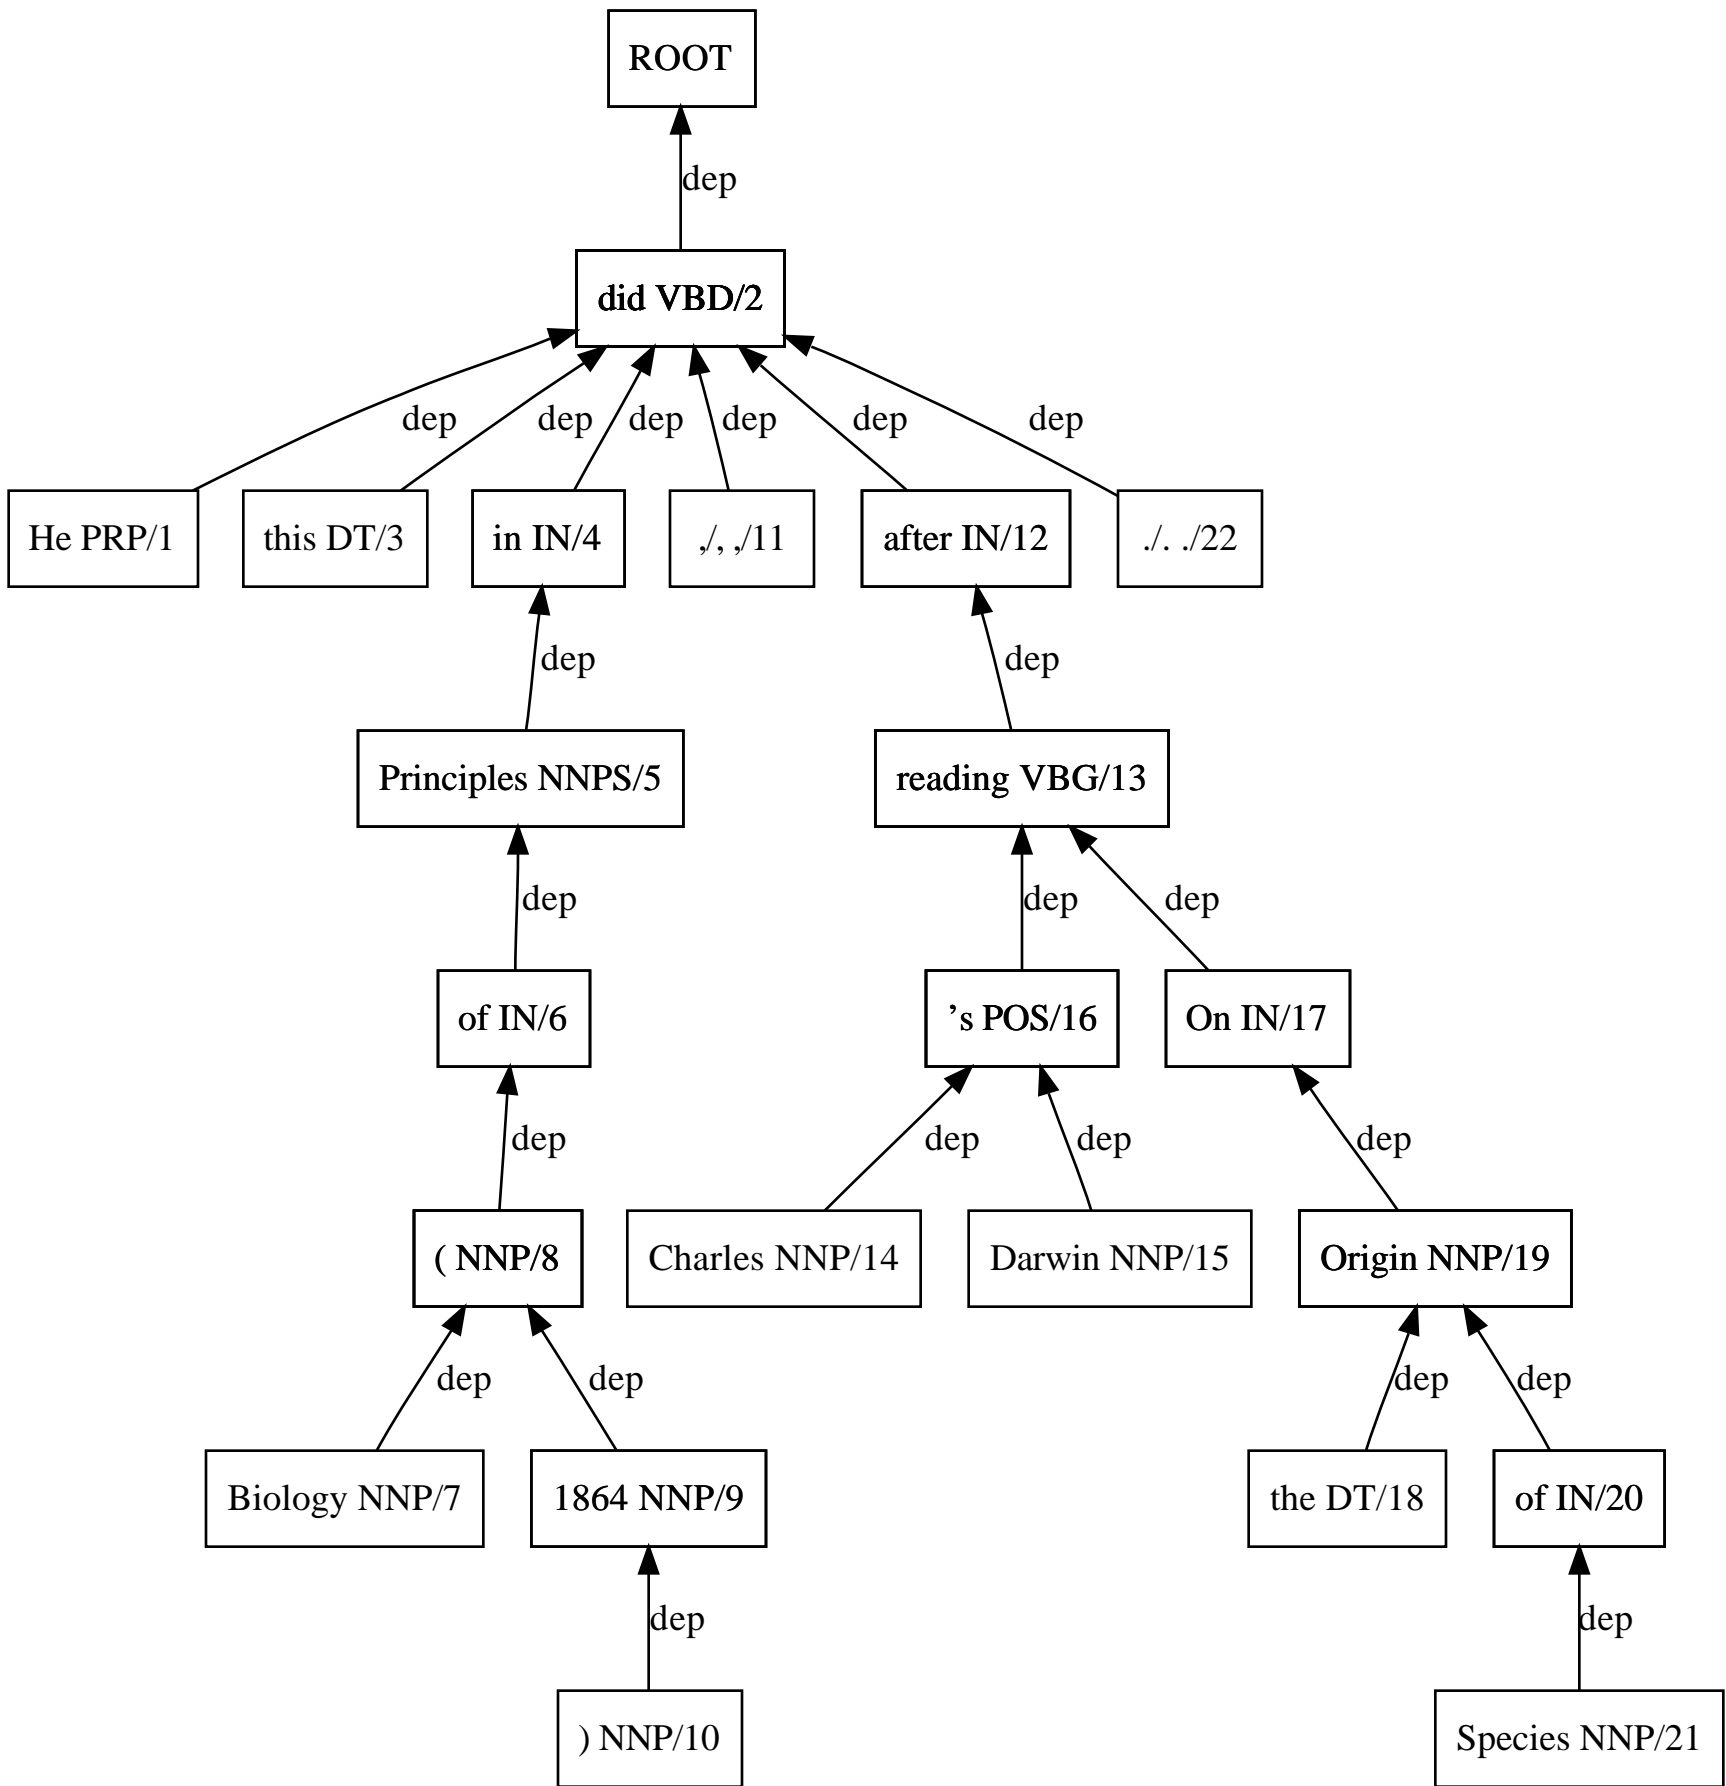 ROOT
dep
did VBD/2
dep dep dep dep dep dep
He PRP/1 this DT/3 in IN/4 ,/, ,/11 after IN/12 ./. ./22
dep dep
Principles NNPS/5 reading VBG/13
dep dep dep
of IN/6 ’s POS/16 On IN/17
dep dep dep dep
( NNP/8 Charles NNP/14 Darwin NNP/15 Origin NNP/19
dep dep dep dep
Biology NNP/7 1864 NNP/9 the DT/18 of IN/20
dep dep
) NNP/10 Species NNP/21